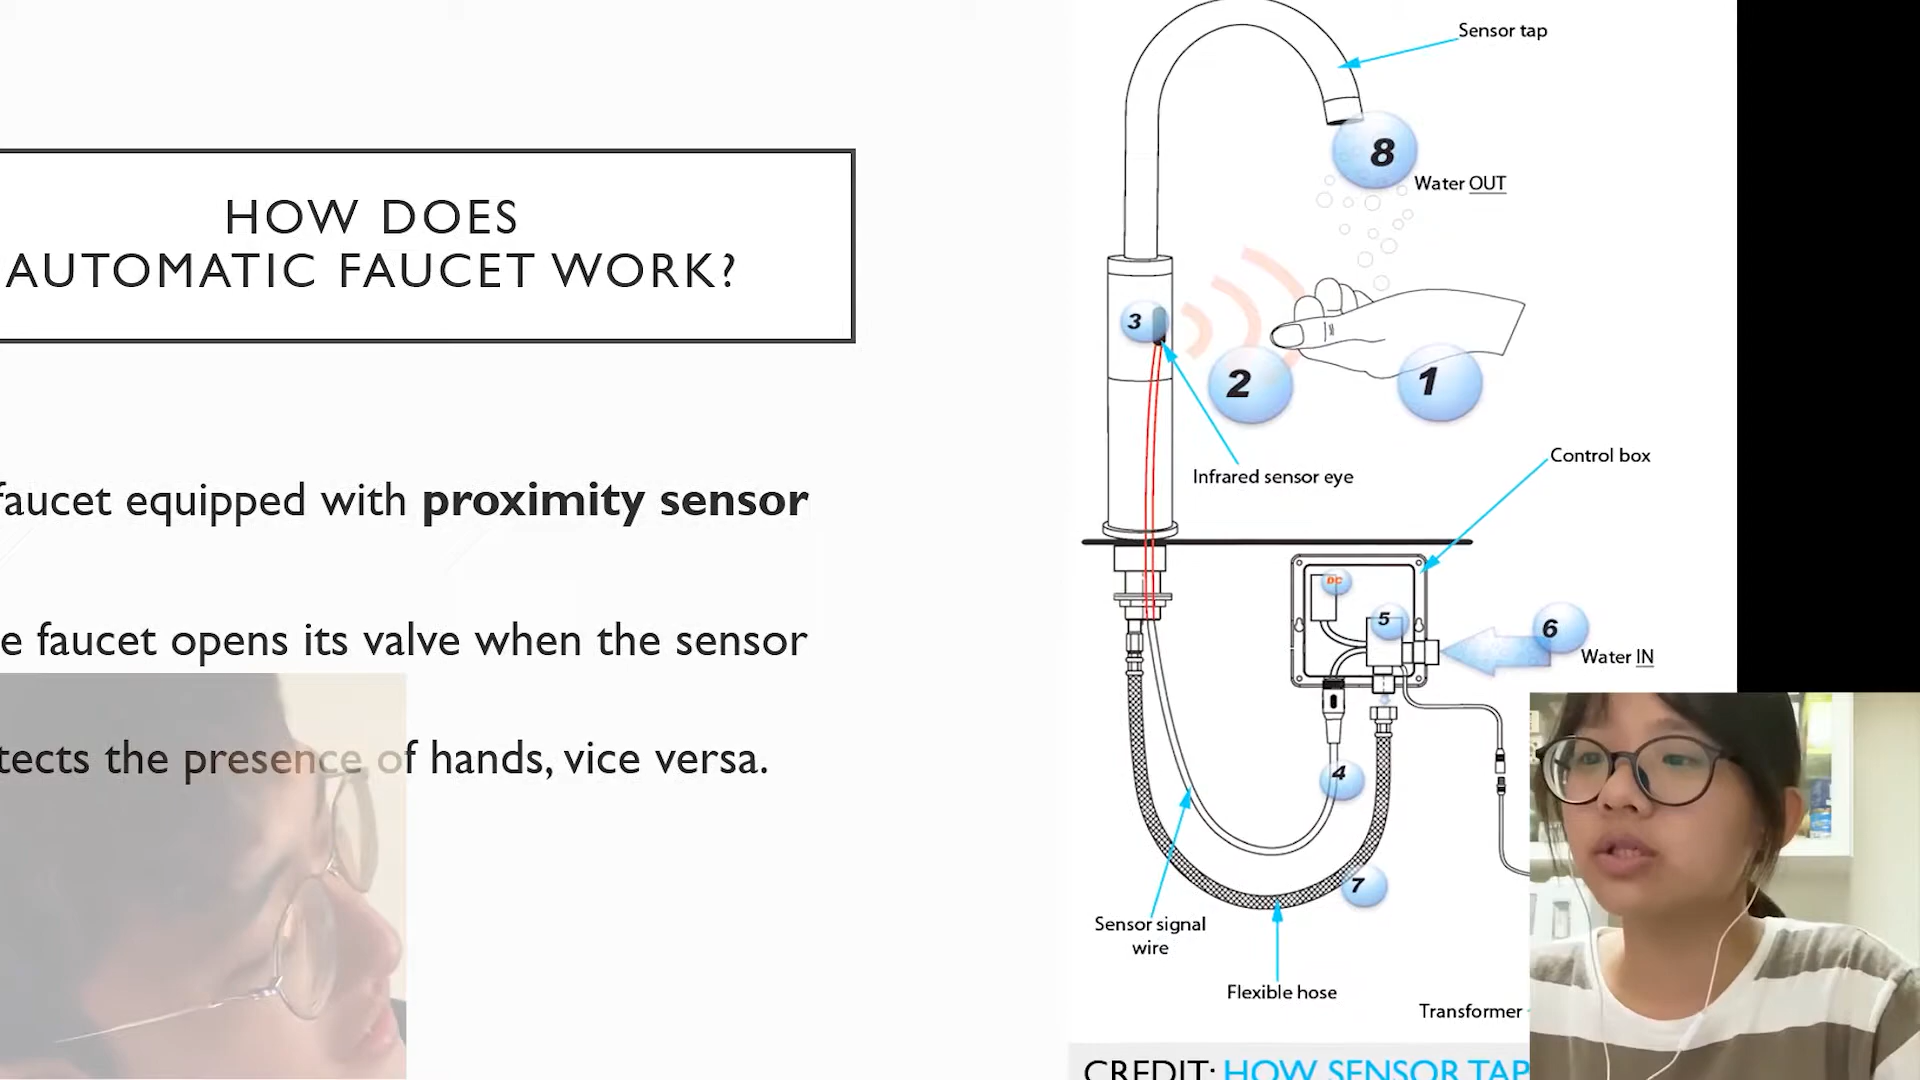 HOW DOES
AUTOMATIC FAUCET WORK?
faucet equipped with proximity sensor
e faucet opens its valve when the sensor
tects the presence of hands, vice versa.
Sensor tap
8
Water OUT
3
2
1
Infrared sensor eye
Control box
DC
5
6
Water IN
4
7
Sensor signal
wire
Flexible hose
Transformer
CREDIT: HOW SENSOR TAP